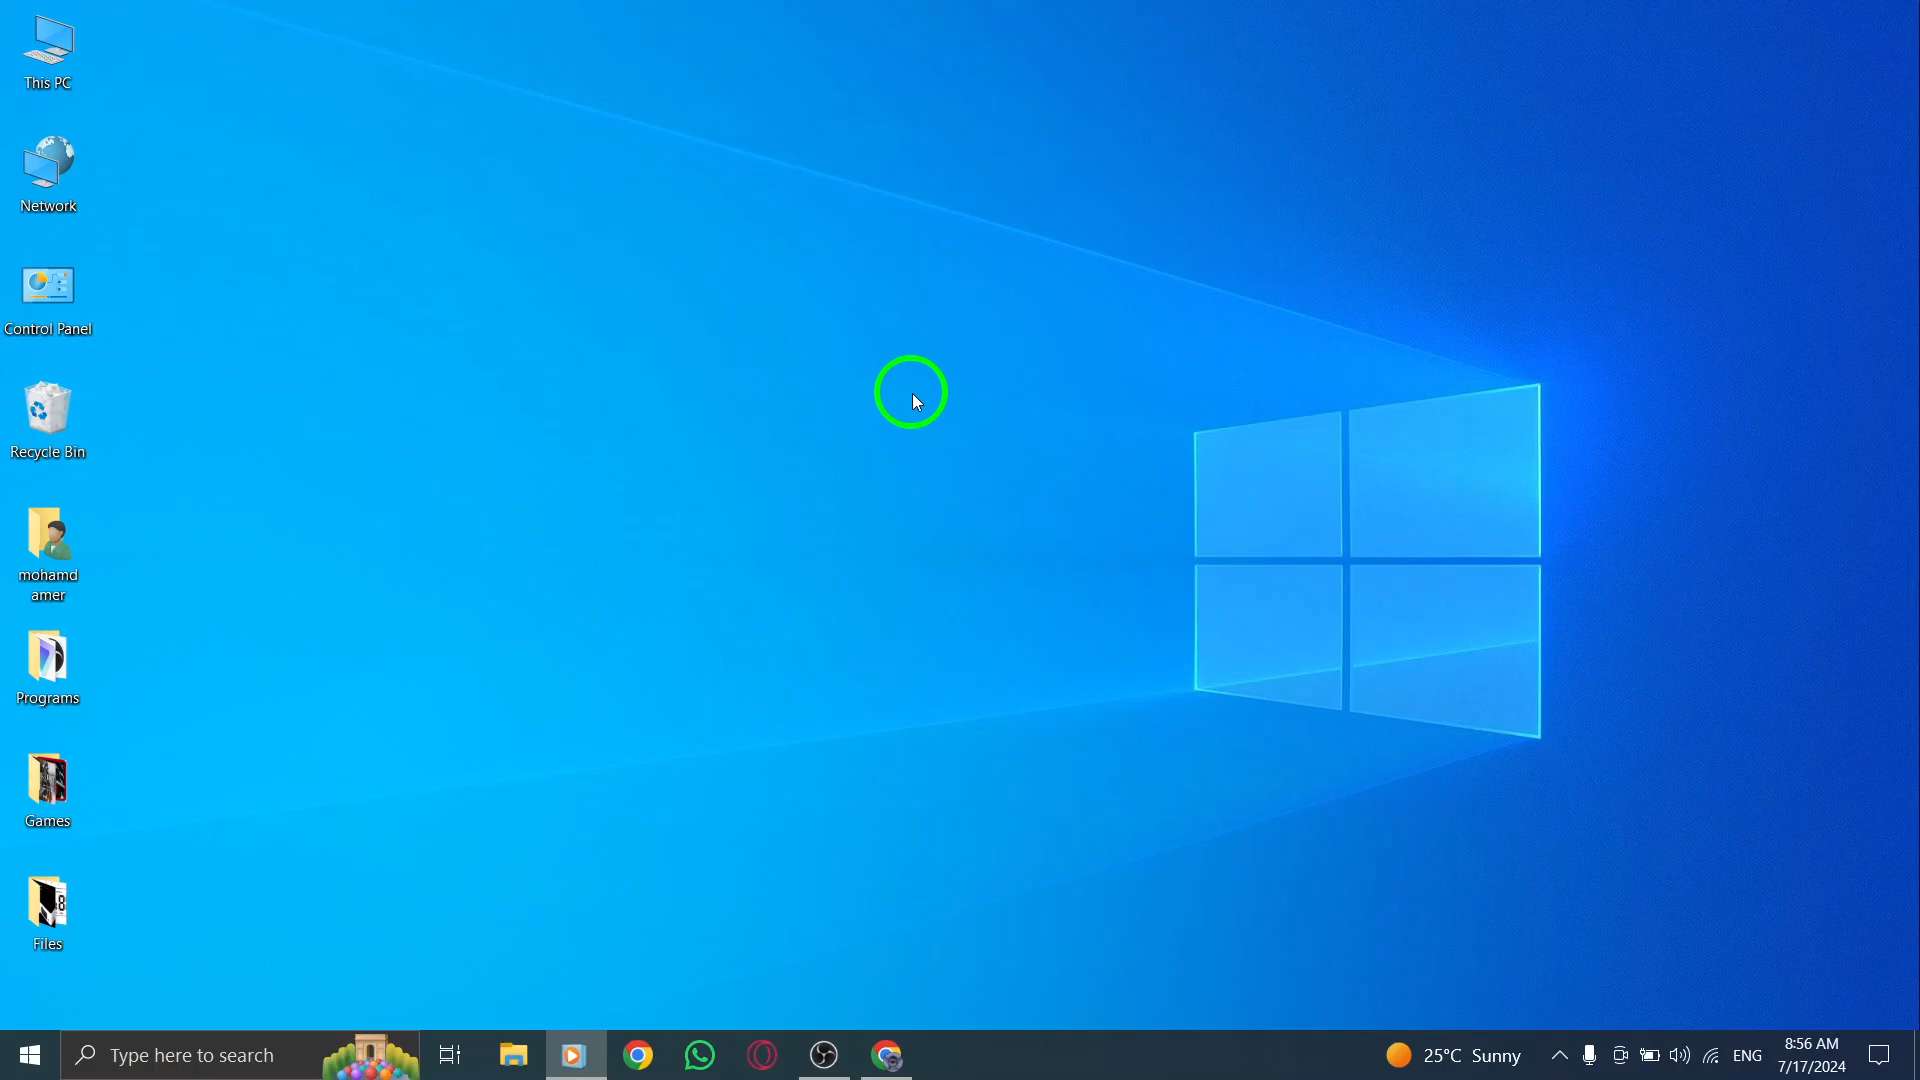 This PC
Network
Control Panel
Recycle Bin
mohamd
amer
Programs
Games
Files
Type here to search
25°C Sunny
ENG
8:56 AM
7/17/2024